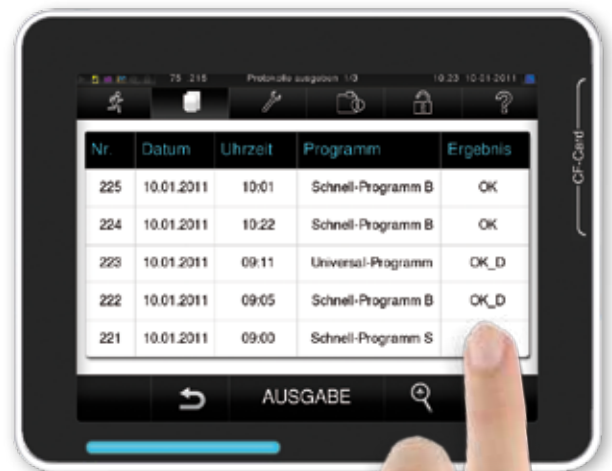 75 .215 Protokolle ausgeben 1/3 10:23 10-01-2011
?
Nr. Datum Uhrzeit Programm Ergebnis
225 10.01.2011 10:01 Schnell-Programm B OK
224 10.01.2011 10:22 Schnell-Programm B OK
223 10.01.2011 09:11 Universal-Programm OK_D
222 10.01.2011 09:05 Schnell-Programm B OK_D
221 10.01.2011 09:00 Schnell-Programm S
AUSGABE
CF-Card